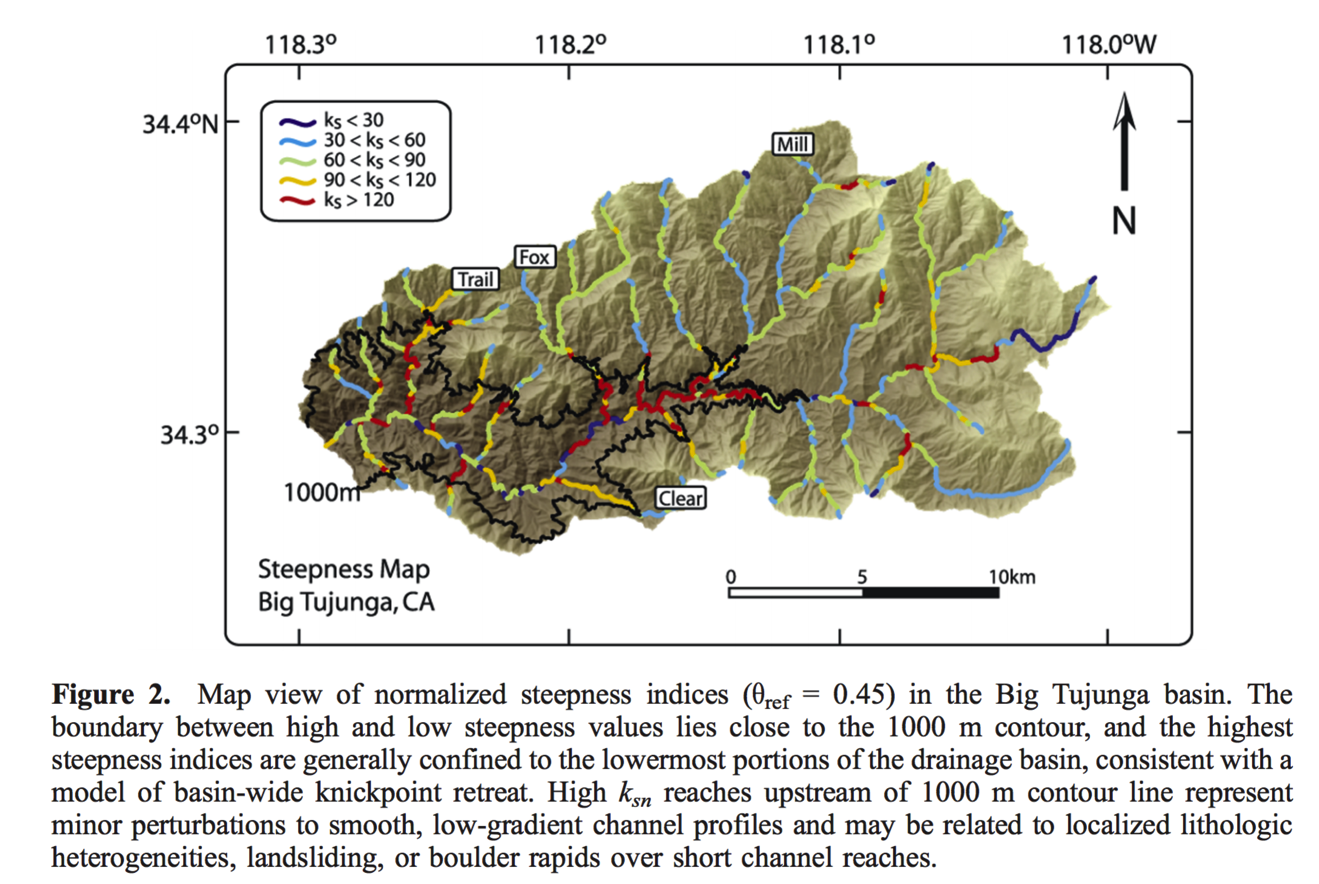 118.3º 118.2º 118.1º 118.0ºW
34.4ºN
kₛ < 30
30 < kₛ < 60
60 < kₛ < 90
90 < kₛ < 120
kₛ > 120
Mill
N
Fox
Trail
34.3º
1000m
Clear
Steepness Map
Big Tujunga, CA
0 5 10km
Figure 2. Map view of normalized steepness indices (θref = 0.45) in the Big Tujunga basin. The
boundary between high and low steepness values lies close to the 1000 m contour, and the highest
steepness indices are generally confined to the lowermost portions of the drainage basin, consistent with a
model of basin-wide knickpoint retreat. High ksn reaches upstream of 1000 m contour line represent
minor perturbations to smooth, low-gradient channel profiles and may be related to localized lithologic
heterogeneities, landsliding, or boulder rapids over short channel reaches.